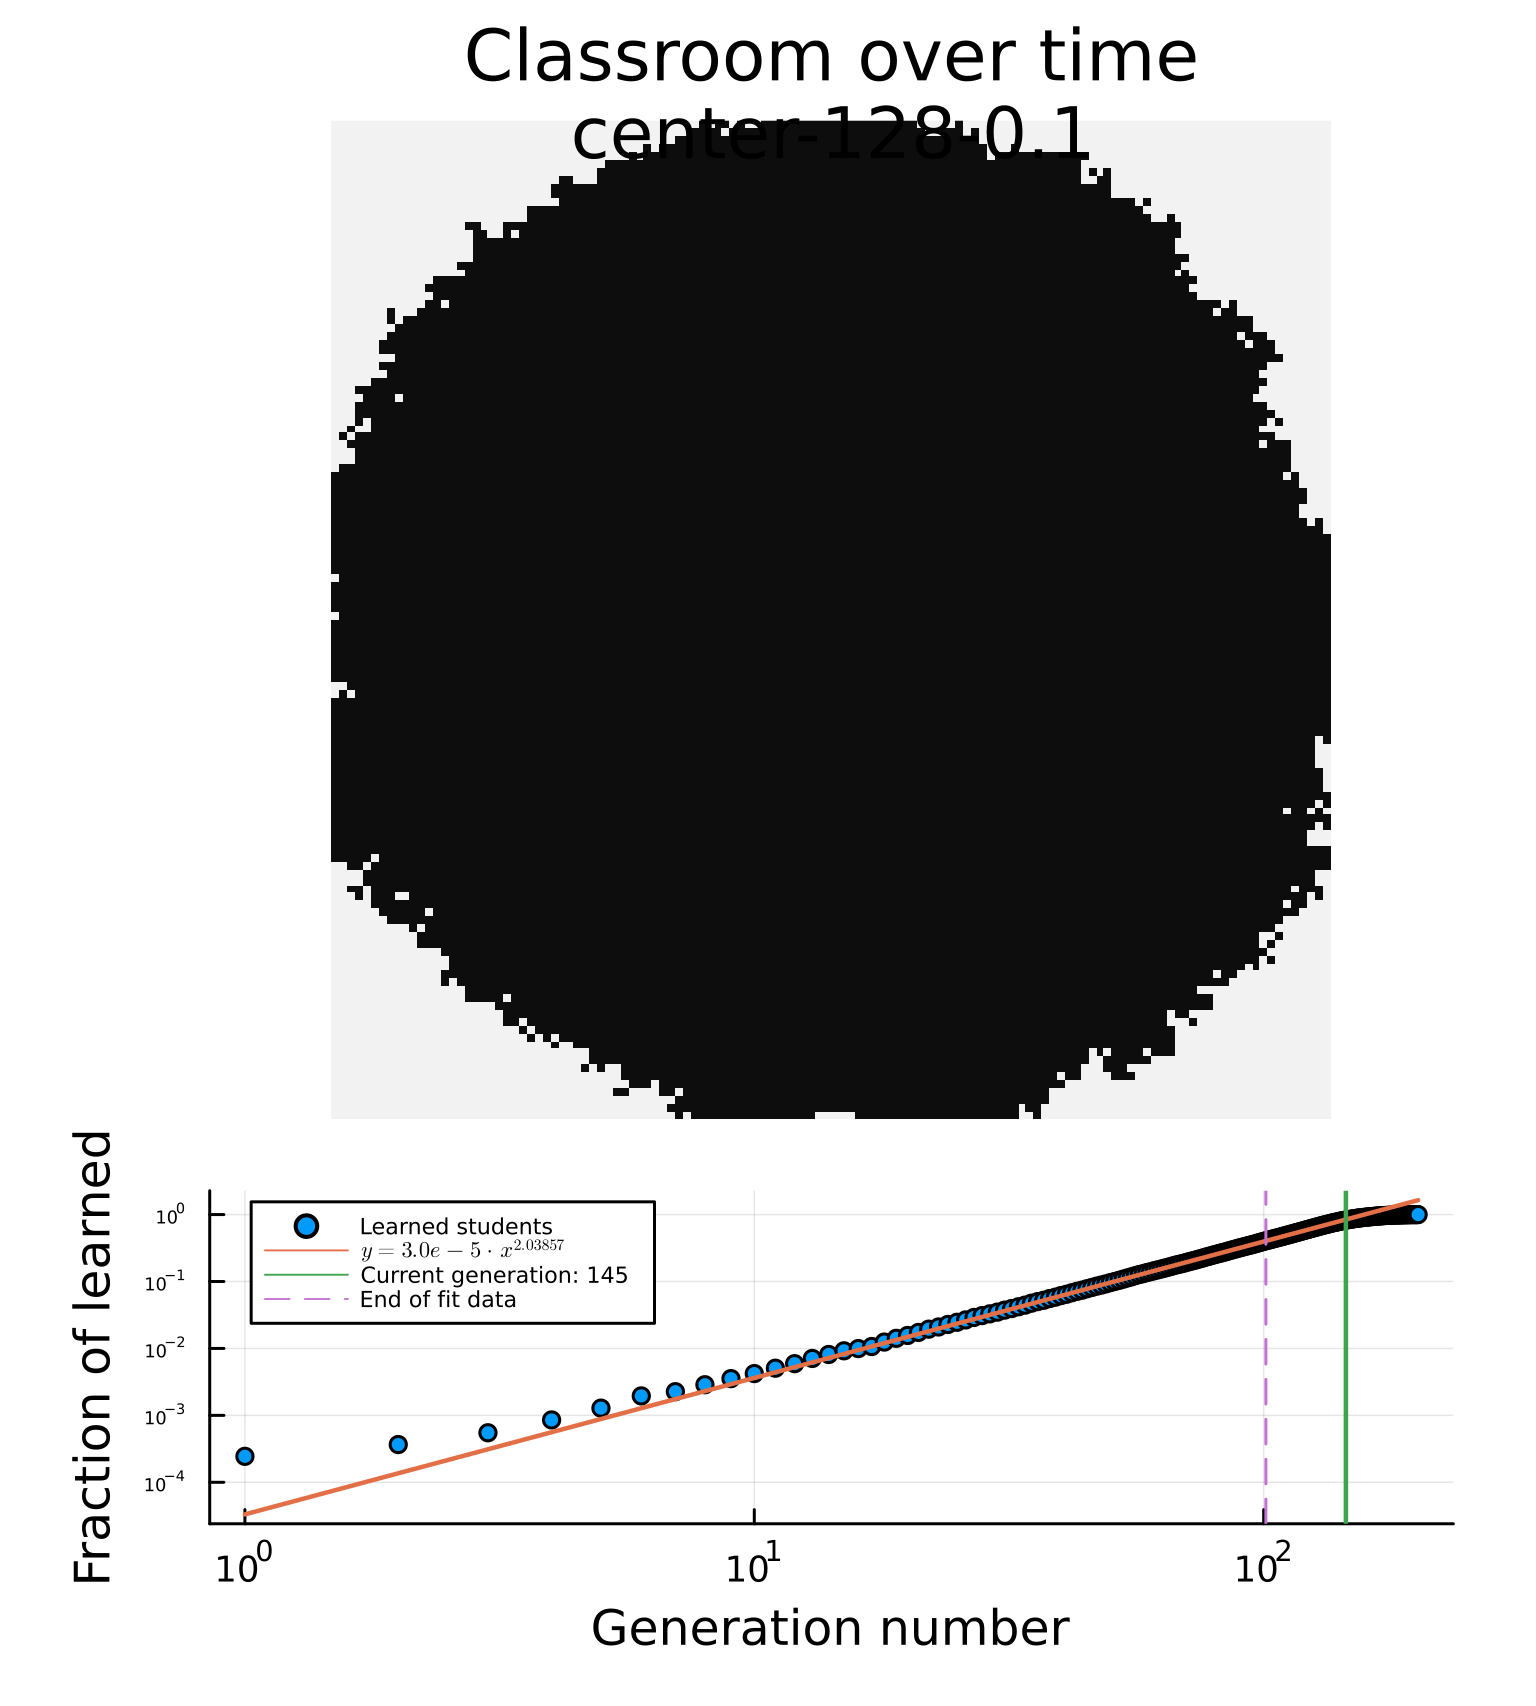 Classroom over time
center-128-0.1
Fraction of learned
10^0
10^-1
10^-2
10^-3
10^-4
Learned students
y = 3.0e − 5 · x^2.03857
Current generation: 145
End of fit data
10^0 10^1 10^2
Generation number